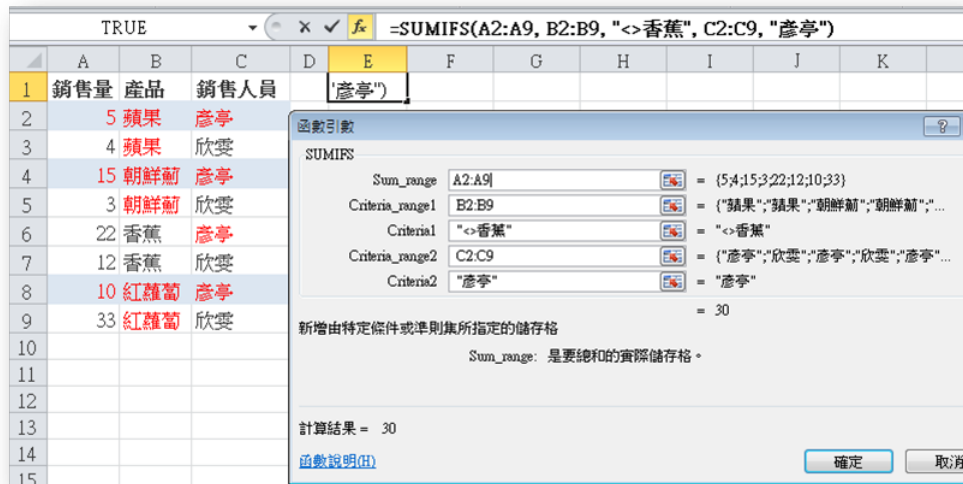 TRUE =SUMIFS(A2:A9, B2:B9, "<>香蕉", C2:C9, "彥亭")
A B C D E F G H I J K
1 銷售量 產品 銷售人員 '彥亭")
2 5 蘋果 彥亭
函數引數
3 4 蘋果 欣雯
SUMIFS
4 15 朝鮮薊 彥亭
Sum_range A2:A9 = {5;4;15;3;22;12;10;33}
5 3 朝鮮薊 欣雯
Criteria_range1 B2:B9 = {"蘋果";"蘋果";"朝鮮薊";"朝鮮薊";"...
6 22 香蕉 彥亭
Criteria1 "<>香蕉" = "<>香蕉"
7 12 香蕉 欣雯
Criteria_range2 C2:C9 = {"彥亭";"欣雯";"彥亭";"欣雯";"彥亭"...
8 10 紅蘿蔔 彥亭
Criteria2 "彥亭" = "彥亭"
9 33 紅蘿蔔 欣雯
= 30
新增由特定條件或準則集所指定的儲存格
10
Sum_range: 是要總和的實際儲存格。
11
12
13
計算結果 = 30
14
函數說明(H) 確定 取消
15